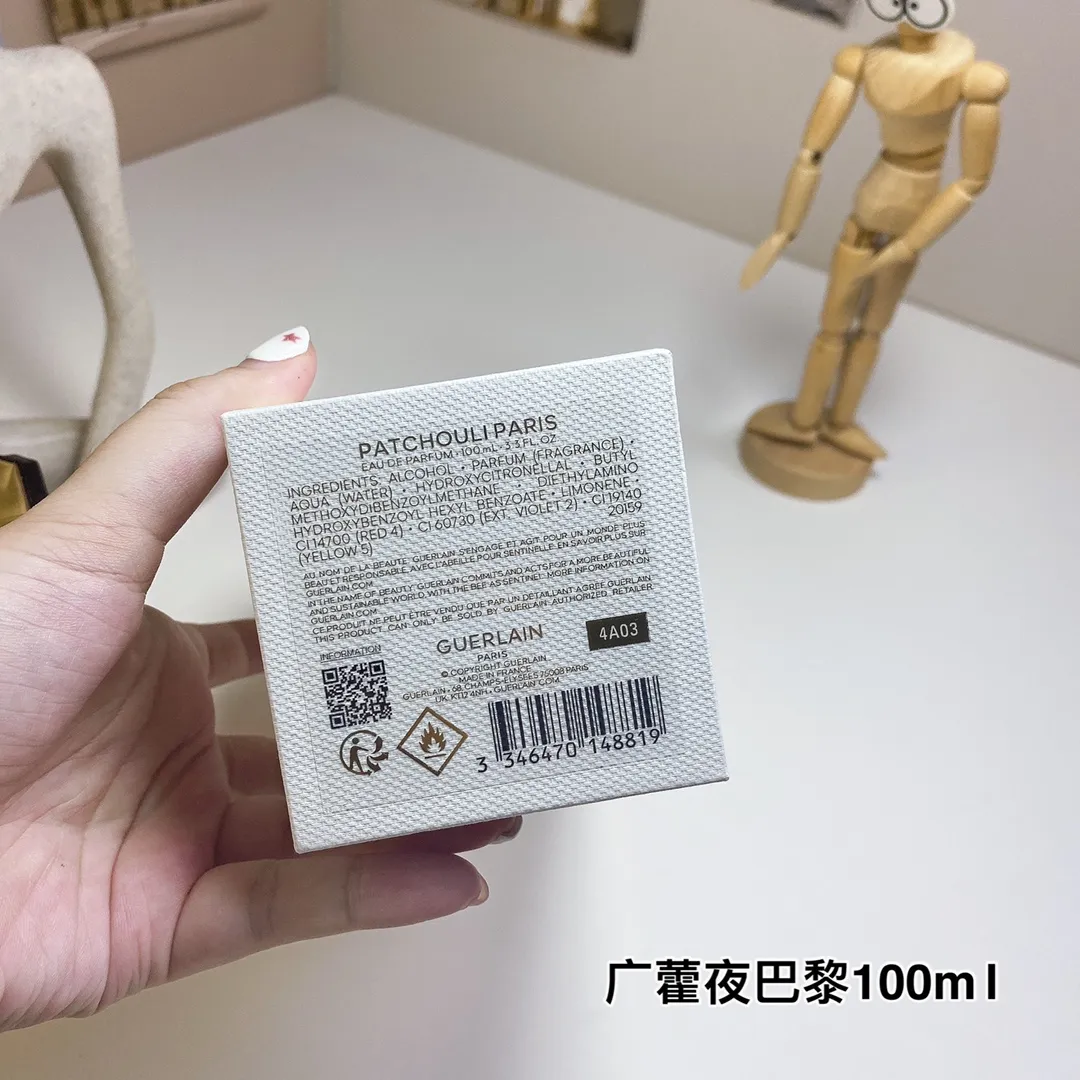 PATCHOULI PARIS
EAU DE PARFUM • 100 mL • 3.3 FL. OZ.
INGREDIENTS: ALCOHOL • PARFUM (FRAGRANCE) •
AQUA (WATER) • HYDROXYCITRONELLAL • BUTYL
METHOXYDIBENZOYLMETHANE • DIETHYLAMINO
HYDROXYBENZOYL HEXYL BENZOATE • LIMONENE •
CI 14700 (RED 4) • CI 60730 (EXT. VIOLET 2) • CI 19140
(YELLOW 5) 20159
AU NOM DE LA BEAUTÉ, GUERLAIN S'ENGAGE ET AGIT POUR UN MONDE PLUS
BEAU ET RESPONSABLE AVEC L'ABEILLE POUR SENTINELLE. EN SAVOIR PLUS SUR
GUERLAIN.COM
IN THE NAME OF BEAUTY, GUERLAIN COMMITS AND ACTS FOR A MORE BEAUTIFUL
AND SUSTAINABLE WORLD, WITH THE BEE AS SENTINEL. MORE INFORMATION ON
GUERLAIN.COM
CE PRODUIT NE PEUT ÊTRE VENDU QUE PAR UN DÉTAILLANT AGRÉÉ GUERLAIN
THIS PRODUCT CAN ONLY BE SOLD BY GUERLAIN AUTHORIZED RETAILER
INFORMATION
GUERLAIN
PARIS
4A03
© COPYRIGHT GUERLAIN
MADE IN FRANCE
GUERLAIN • 68, CHAMPS-ELYSÉES 75008 PARIS
UK: KT12 4NH • GUERLAIN.COM
3 346470 148819
广藿夜巴黎100ml